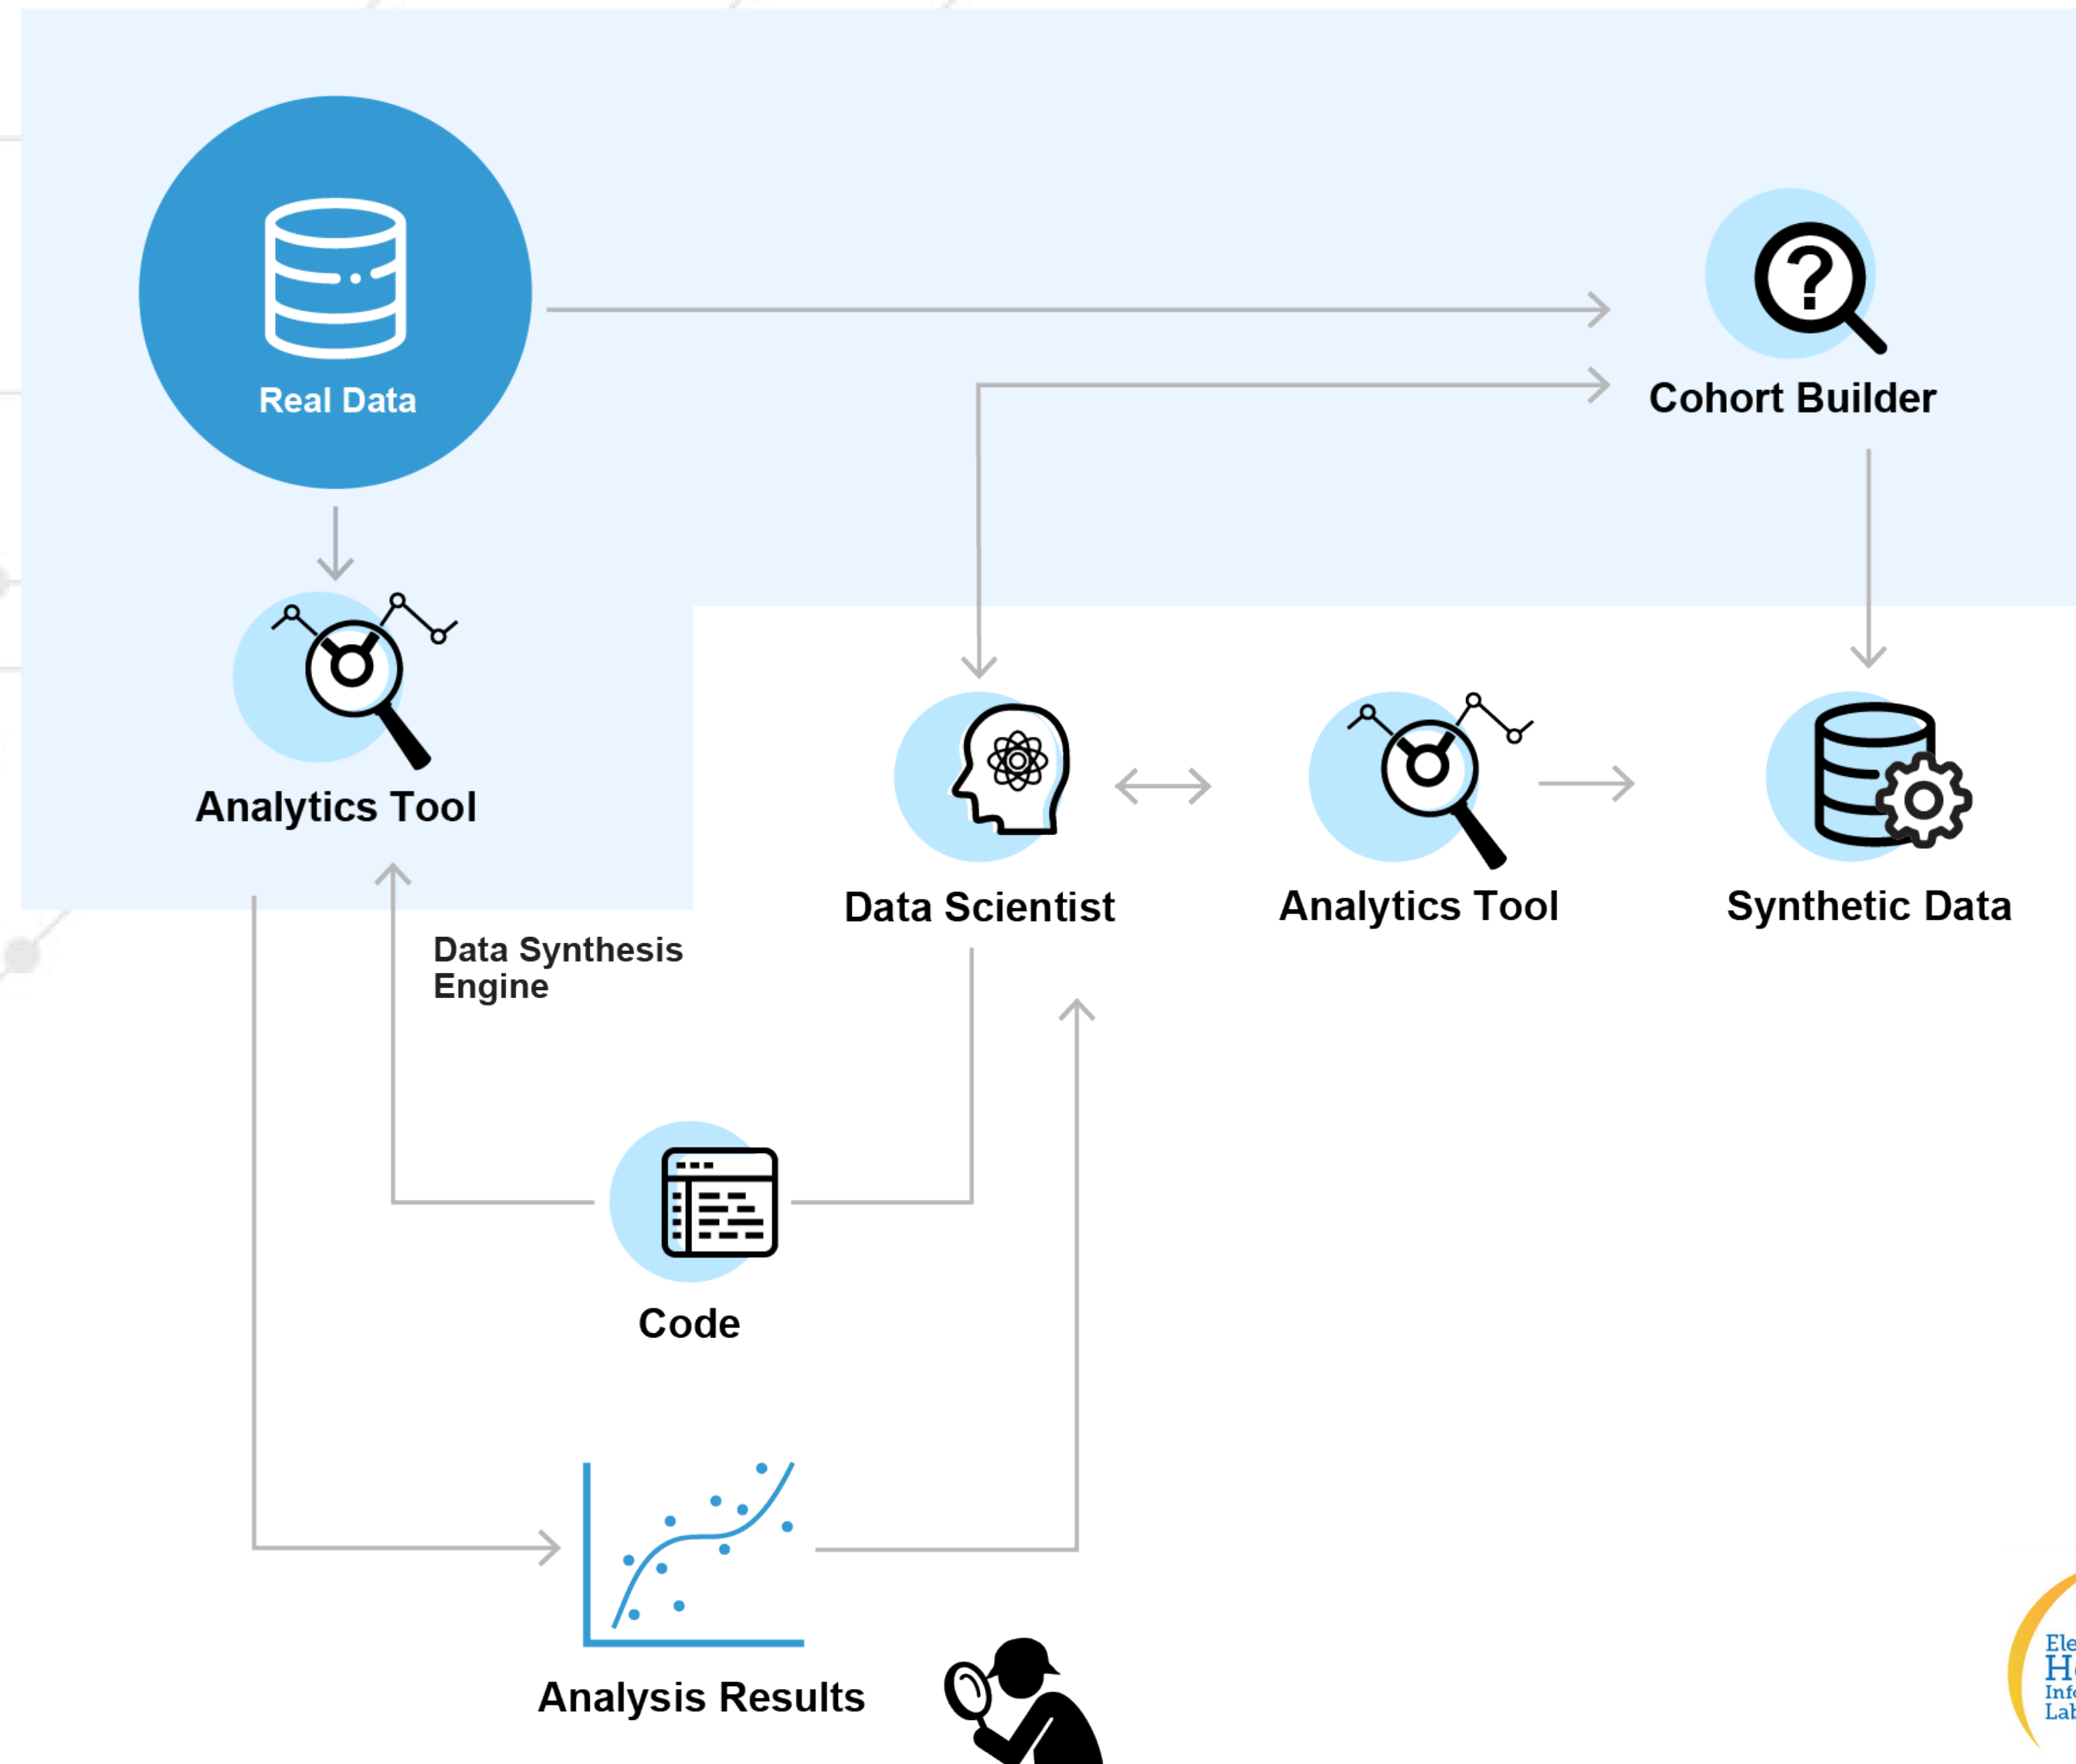 Real Data
?
Cohort Builder
Analytics Tool
Data Scientist
Analytics Tool
Synthetic Data
Data Synthesis
Engine
Code
Analysis Results